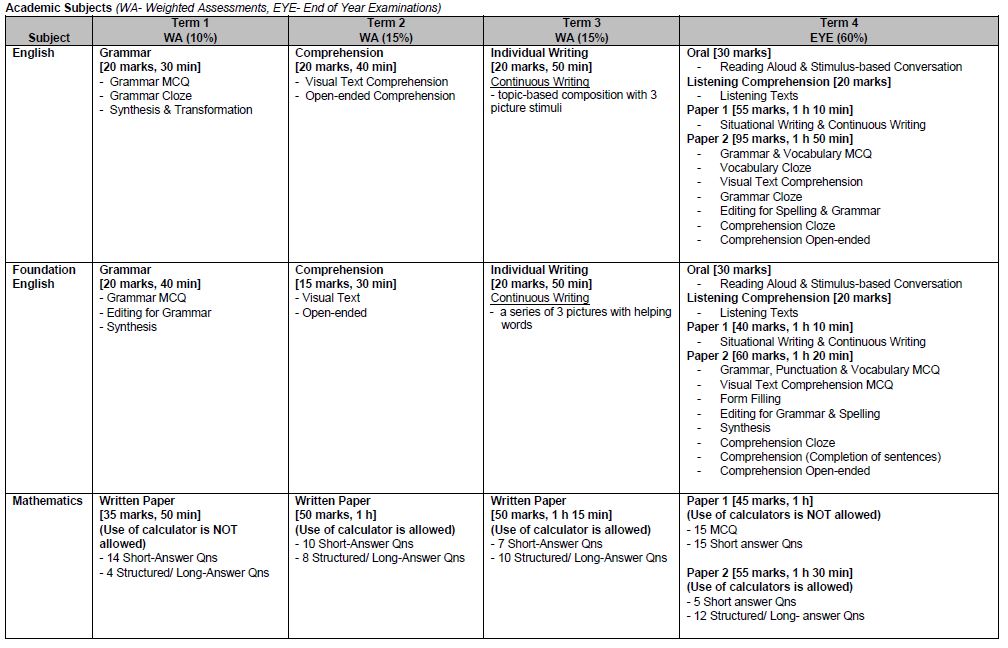 Academic Subjects (WA- Weighted Assessments, EYE- End of Year Examinations)
Subject
Term 1
WA (10%)
Term 2
WA (15%)
Term 3
WA (15%)
Term 4
EYE (60%)
English
Grammar
[20 marks, 30 min]
- Grammar MCQ
- Grammar Cloze
- Synthesis & Transformation
Comprehension
[20 marks, 40 min]
- Visual Text Comprehension
- Open-ended Comprehension
Individual Writing
[20 marks, 50 min]
Continuous Writing
- topic-based composition with 3
picture stimuli
Oral [30 marks]
- Reading Aloud & Stimulus-based Conversation
Listening Comprehension [20 marks]
- Listening Texts
Paper 1 [55 marks, 1 h 10 min]
- Situational Writing & Continuous Writing
Paper 2 [95 marks, 1 h 50 min]
- Grammar & Vocabulary MCQ
- Vocabulary Cloze
- Visual Text Comprehension
- Grammar Cloze
- Editing for Spelling & Grammar
- Comprehension Cloze
- Comprehension Open-ended
Foundation
English
Grammar
[20 marks, 40 min]
- Grammar MCQ
- Editing for Grammar
- Synthesis
Comprehension
[15 marks, 30 min]
- Visual Text
- Open-ended
Individual Writing
[20 marks, 50 min]
Continuous Writing
- a series of 3 pictures with helping
words
Oral [30 marks]
- Reading Aloud & Stimulus-based Conversation
Listening Comprehension [20 marks]
- Listening Texts
Paper 1 [40 marks, 1 h 10 min]
- Situational Writing & Continuous Writing
Paper 2 [60 marks, 1 h 20 min]
- Grammar, Punctuation & Vocabulary MCQ
- Visual Text Comprehension MCQ
- Form Filling
- Editing for Grammar & Spelling
- Synthesis
- Comprehension Cloze
- Comprehension (Completion of sentences)
- Comprehension Open-ended
Mathematics
Written Paper
[35 marks, 50 min]
(Use of calculator is NOT
allowed)
- 14 Short-Answer Qns
- 4 Structured/ Long-Answer Qns
Written Paper
[50 marks, 1 h]
(Use of calculator is allowed)
- 10 Short-Answer Qns
- 8 Structured/ Long-Answer Qns
Written Paper
[50 marks, 1 h 15 min]
(Use of calculator is allowed)
- 7 Short-Answer Qns
- 10 Structured/ Long-Answer Qns
Paper 1 [45 marks, 1 h]
(Use of calculators is NOT allowed)
- 15 MCQ
- 15 Short answer Qns
Paper 2 [55 marks, 1 h 30 min]
(Use of calculators is allowed)
- 5 Short answer Qns
- 12 Structured/ Long- answer Qns